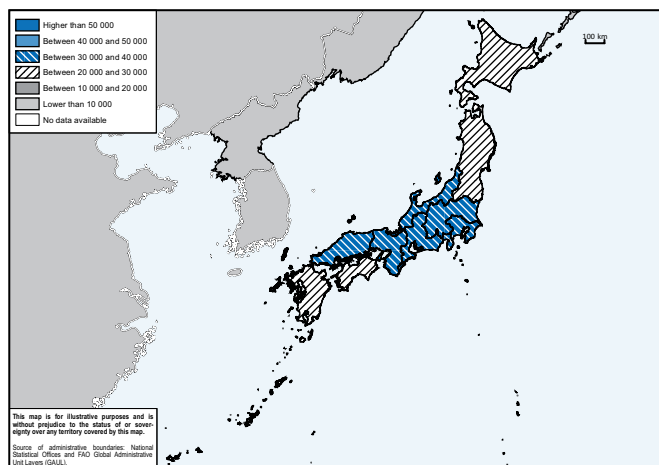 Higher than 50 000
Between 40 000 and 50 000
Between 30 000 and 40 000
Between 20 000 and 30 000
Between 10 000 and 20 000
Lower than 10 000
No data available
100 km
This map is for illustrative purposes and is
without prejudice to the status of or sover-
eignty over any territory covered by this map.
Source of administrative boundaries: National
Statistical Offices and FAO Global Administrative
Unit Layers (GAUL).